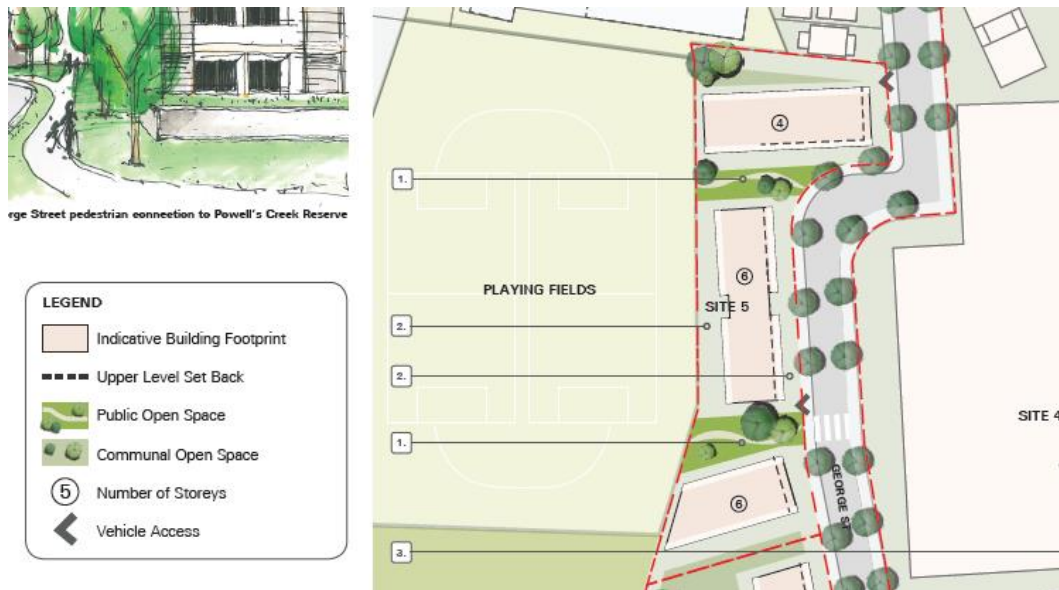 rge Street pedestrian connection to Powell's Creek Reserve
LEGEND
Indicative Building Footprint
Upper Level Set Back
Public Open Space
Communal Open Space
5 Number of Storeys
Vehicle Access
4
1.
6
PLAYING FIELDS
SITE 5
2.
2.
SITE 4
1.
GEORGE ST
6
3.